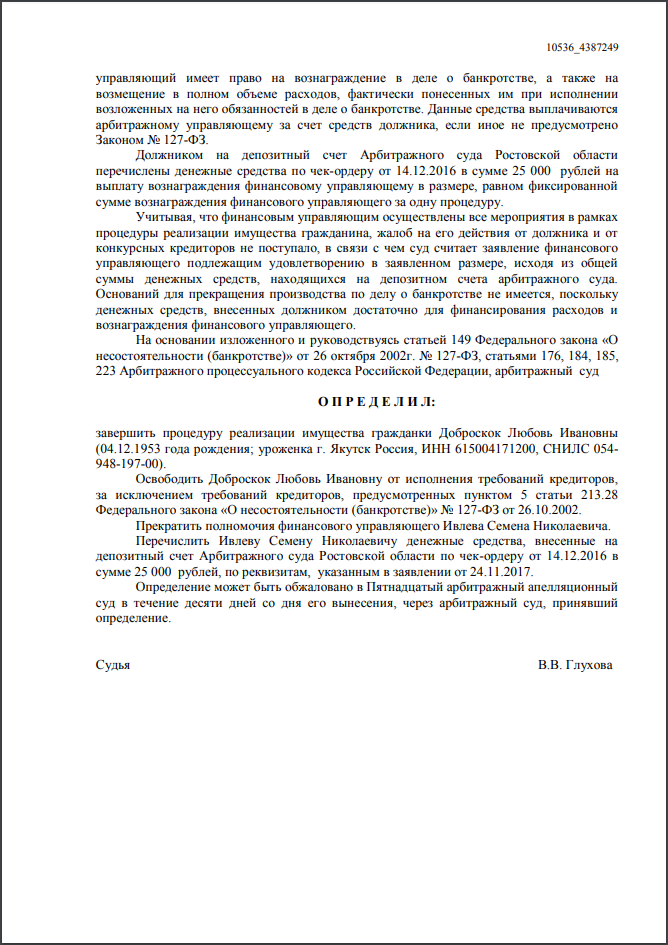 10536_4387249
управляющий имеет право на вознаграждение в деле о банкротстве, а также на
возмещение в полном объеме расходов, фактически понесенных им при исполнении
возложенных на него обязанностей в деле о банкротстве. Данные средства выплачиваются
арбитражному управляющему за счет средств должника, если иное не предусмотрено
Законом № 127-ФЗ.
Должником на депозитный счет Арбитражного суда Ростовской области
перечислены денежные средства по чек-ордеру от 14.12.2016 в сумме 25 000 рублей на
выплату вознаграждения финансовому управляющему в размере, равном фиксированной
сумме вознаграждения финансового управляющего за одну процедуру.
Учитывая, что финансовым управляющим осуществлены все мероприятия в рамках
процедуры реализации имущества гражданина, жалоб на его действия от должника и от
конкурсных кредиторов не поступало, в связи с чем суд считает заявление финансового
управляющего подлежащим удовлетворению в заявленном размере, исходя из общей
суммы денежных средств, находящихся на депозитном счета арбитражного суда.
Оснований для прекращения производства по делу о банкротстве не имеется, поскольку
денежных средств, внесенных должником достаточно для финансирования расходов и
вознаграждения финансового управляющего.
На основании изложенного и руководствуясь статьей 149 Федерального закона «О
несостоятельности (банкротстве)» от 26 октября 2002г. № 127-ФЗ, статьями 176, 184, 185,
223 Арбитражного процессуального кодекса Российской Федерации, арбитражный суд
О П Р Е Д Е Л И Л:
завершить процедуру реализации имущества гражданки Доброскок Любовь Ивановны
(04.12.1953 года рождения; уроженка г. Якутск Россия, ИНН 615004171200, СНИЛС 054-
948-197-00).
Освободить Доброскок Любовь Ивановну от исполнения требований кредиторов,
за исключением требований кредиторов, предусмотренных пунктом 5 статьи 213.28
Федерального закона «О несостоятельности (банкротстве)» № 127-ФЗ от 26.10.2002.
Прекратить полномочия финансового управляющего Ивлева Семена Николаевича.
Перечислить Ивлеву Семену Николаевичу денежные средства, внесенные на
депозитный счет Арбитражного суда Ростовской области по чек-ордеру от 14.12.2016 в
сумме 25 000 рублей, по реквизитам, указанным в заявлении от 24.11.2017.
Определение может быть обжаловано в Пятнадцатый арбитражный апелляционный
суд в течение десяти дней со дня его вынесения, через арбитражный суд, принявший
определение.
Судья В.В. Глухова